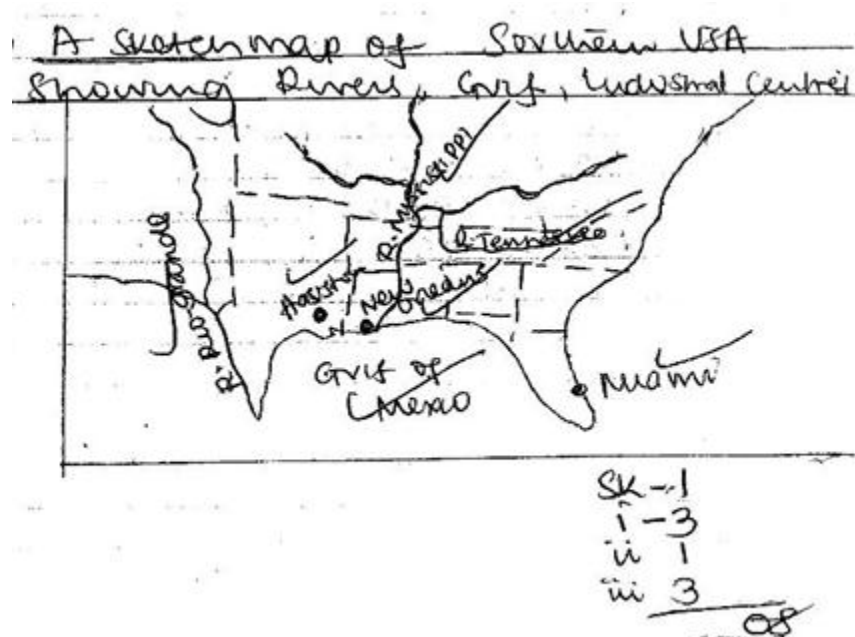 A sketch map of Southern USA
Showing Rivers, Gulf, Industrial Centres
R. Mississippi
R. Tennessee
R. Rio-Grande
Houston
New Orleans
Gulf of
Mexico
Miami
SK-1
i-3
ii 1
iii 3
08